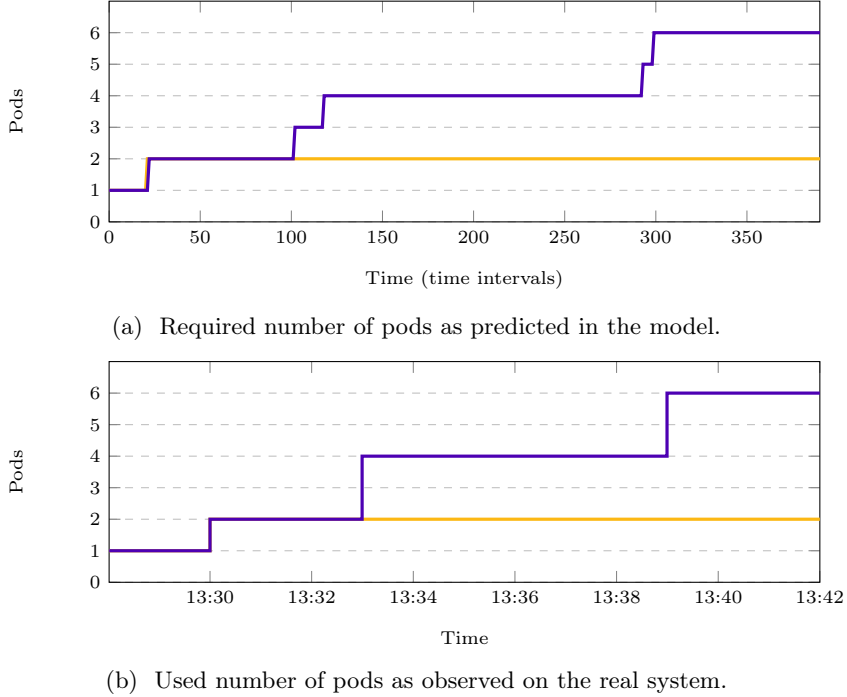 6
5
4
3
2
1
0
Pods
0 50 100 150 200 250 300 350
Time (time intervals)
(a) Required number of pods as predicted in the model.
6
5
4
3
2
1
0
Pods
13:30 13:32 13:34 13:36 13:38 13:40 13:42
Time
(b) Used number of pods as observed on the real system.